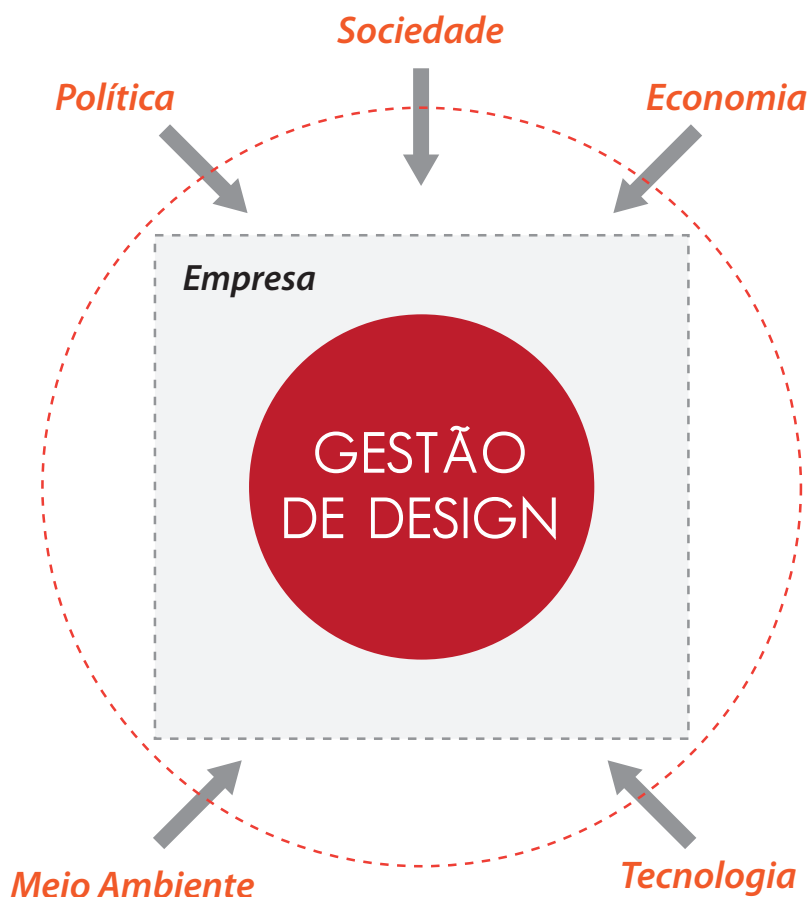 Sociedade
Política
Economia
Empresa
GESTÃO
DE DESIGN
Meio Ambiente
Tecnologia